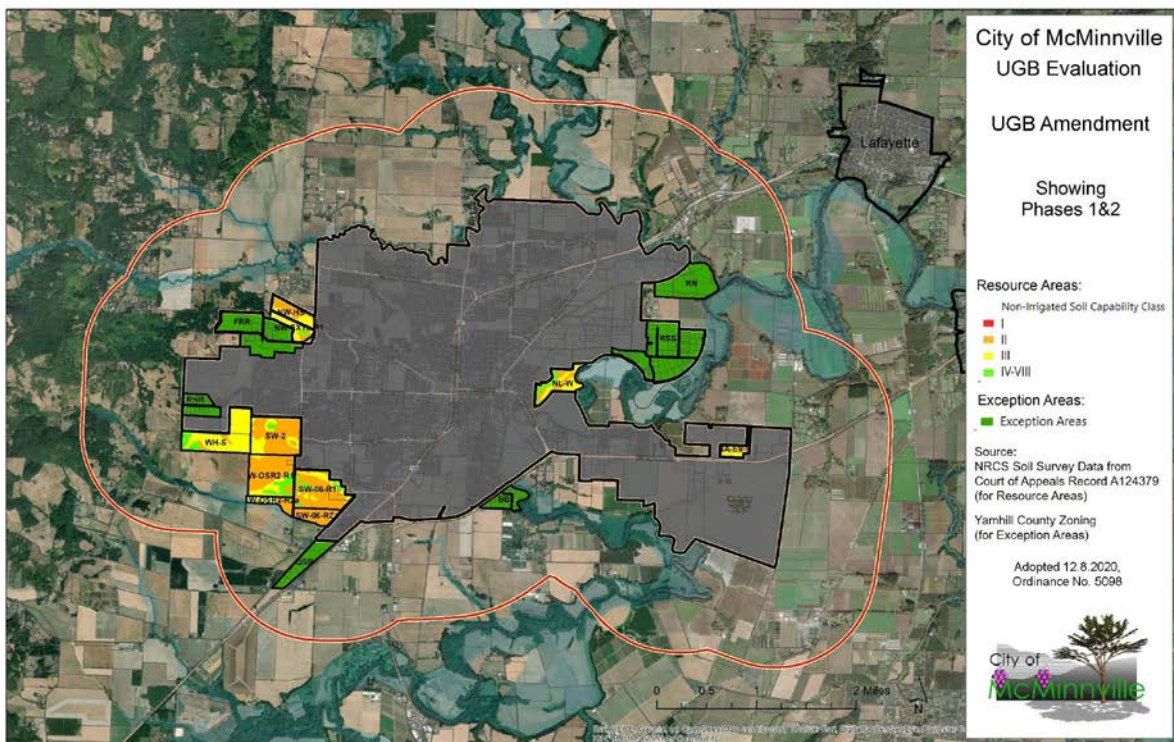 City of McMinnville
UGB Evaluation
UGB Amendment
Showing
Phases 1&2
Resource Areas:
Non-Irrigated Soil Capability Class
I
II
III
IV-VIII
Exception Areas:
Exception Areas
Source:
NRCS Soil Survey Data from
Court of Appeals Record A124379
(for Resource Areas)
Yamhill County Zoning
(for Exception Areas)
Adopted 12.8.2020,
Ordinance No. 5098
City of
McMinnville
Lafayette
RN
FRR
RSS
NL-W
WH-S
SW-2
W-OSR2-R1
SW-06-R1
SW-06-R2
0 0.5 1 2 Miles
N